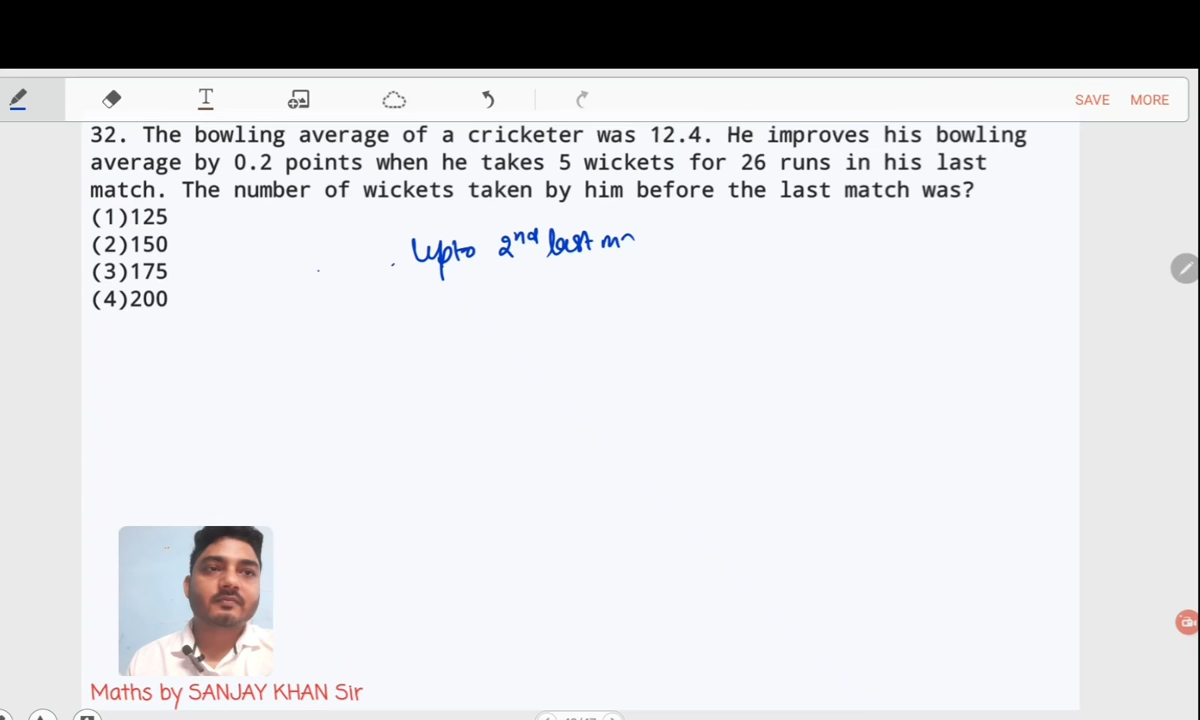 SAVE MORE
32. The bowling average of a cricketer was 12.4. He improves his bowling
average by 0.2 points when he takes 5 wickets for 26 runs in his last
match. The number of wickets taken by him before the last match was?
(1)125
(2)150
(3)175
(4)200
Upto 2nd last
Maths by SANJAY KHAN Sir